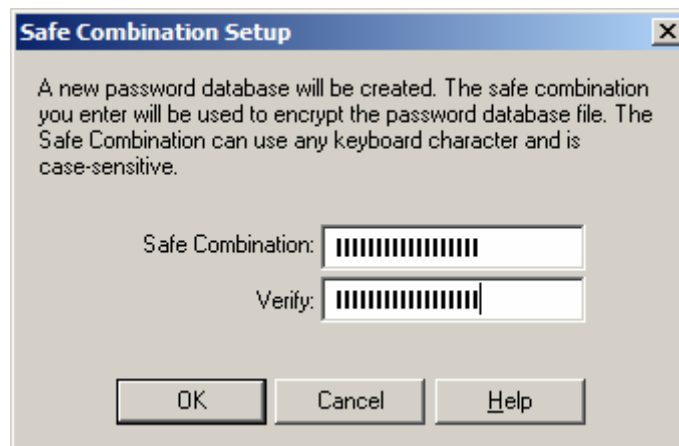 Safe Combination Setup
A new password database will be created. The safe combination
you enter will be used to encrypt the password database file. The
Safe Combination can use any keyboard character and is
case-sensitive.
Safe Combination:
Verify:
OK Cancel Help